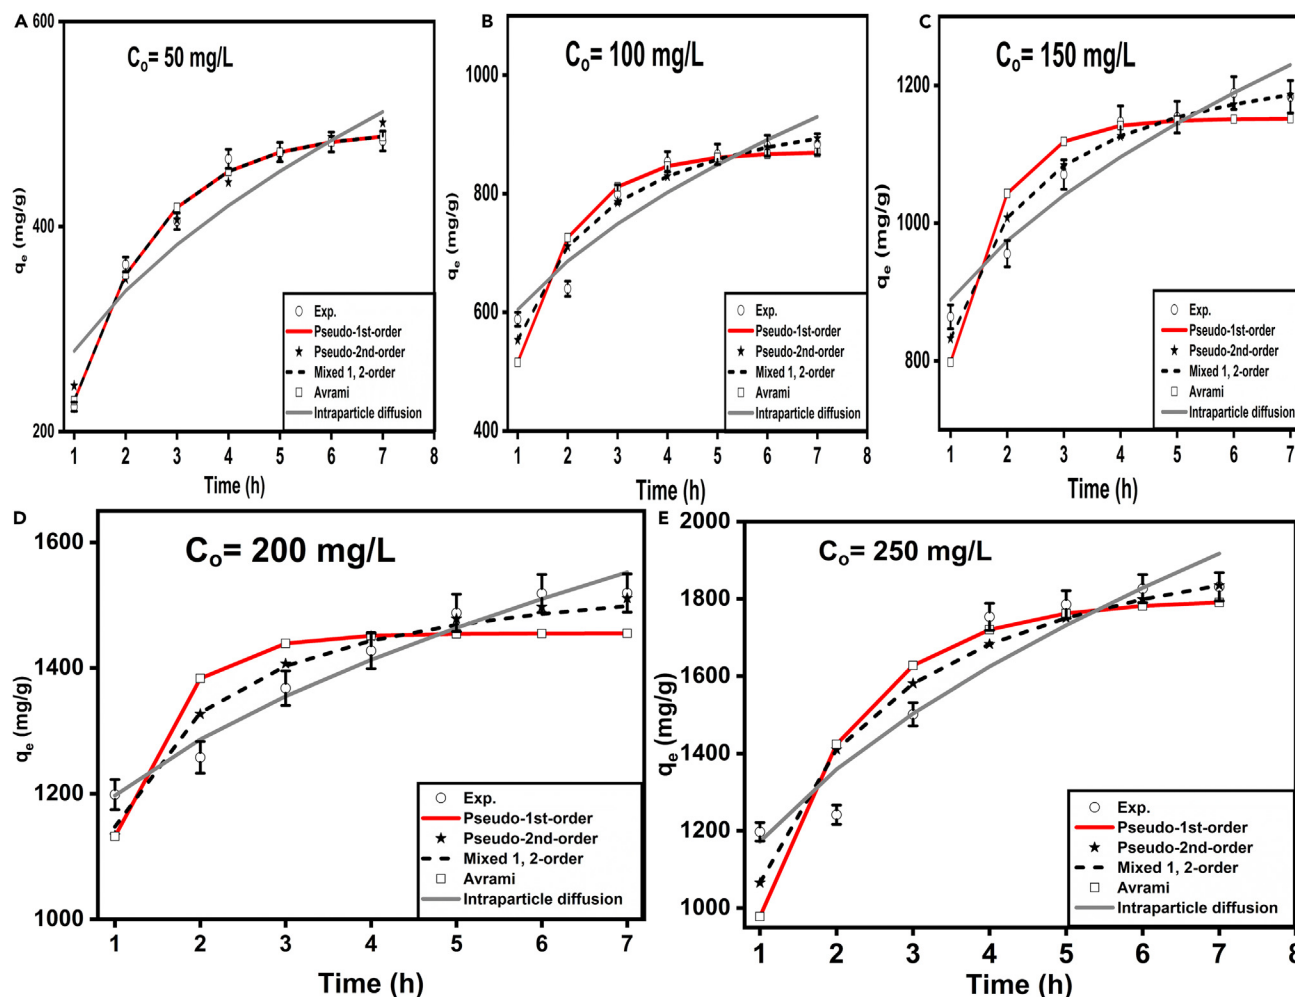 A
Cₒ= 50 mg/L
qₑ (mg/g)
600
400
200
1 2 3 4 5 6 7 8
Time (h)
Exp.
Pseudo-1st-order
Pseudo-2nd-order
Mixed 1, 2-order
Avrami
Intraparticle diffusion
B
Cₒ= 100 mg/L
qₑ (mg/g)
1000
800
600
400
1 2 3 4 5 6 7 8
Time (h)
Exp.
Pseudo-1st-order
Pseudo-2nd-order
Mixed 1, 2-order
Avrami
Intraparticle diffusion
C
Cₒ= 150 mg/L
qₑ (mg/g)
1200
1000
800
1 2 3 4 5 6 7
Time (h)
Exp.
Pseudo-1st-order
Pseudo-2nd-order
Mixed 1, 2-order
Avrami
Intraparticle diffusion
D
Cₒ= 200 mg/L
qₑ (mg/g)
1600
1400
1200
1000
1 2 3 4 5 6 7
Time (h)
Exp.
Pseudo-1st-order
Pseudo-2nd-order
Mixed 1, 2-order
Avrami
Intraparticle diffusion
E
Cₒ= 250 mg/L
qₑ (mg/g)
2000
1800
1600
1400
1200
1000
1 2 3 4 5 6 7 8
Time (h)
Exp.
Pseudo-1st-order
Pseudo-2nd-order
Mixed 1, 2-order
Avrami
Intraparticle diffusion